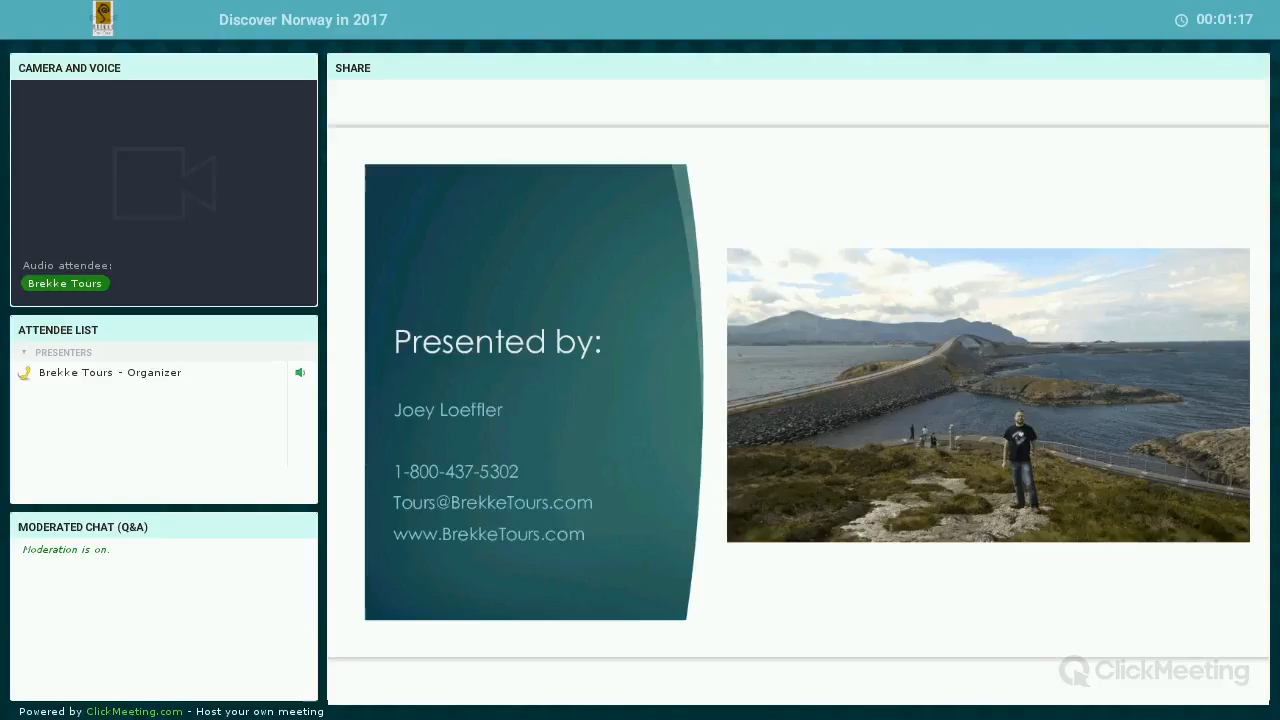 Discover Norway in 2017
00:01:17
CAMERA AND VOICE
Audio attendee:
Brekke Tours
ATTENDEE LIST
PRESENTERS
Brekke Tours - Organizer
MODERATED CHAT (Q&A)
Moderation is on.
SHARE
Presented by:
Joey Loeffler
1-800-437-5302
Tours@BrekkeTours.com
www.BrekkeTours.com
ClickMeeting
Powered by ClickMeeting.com - Host your own meeting